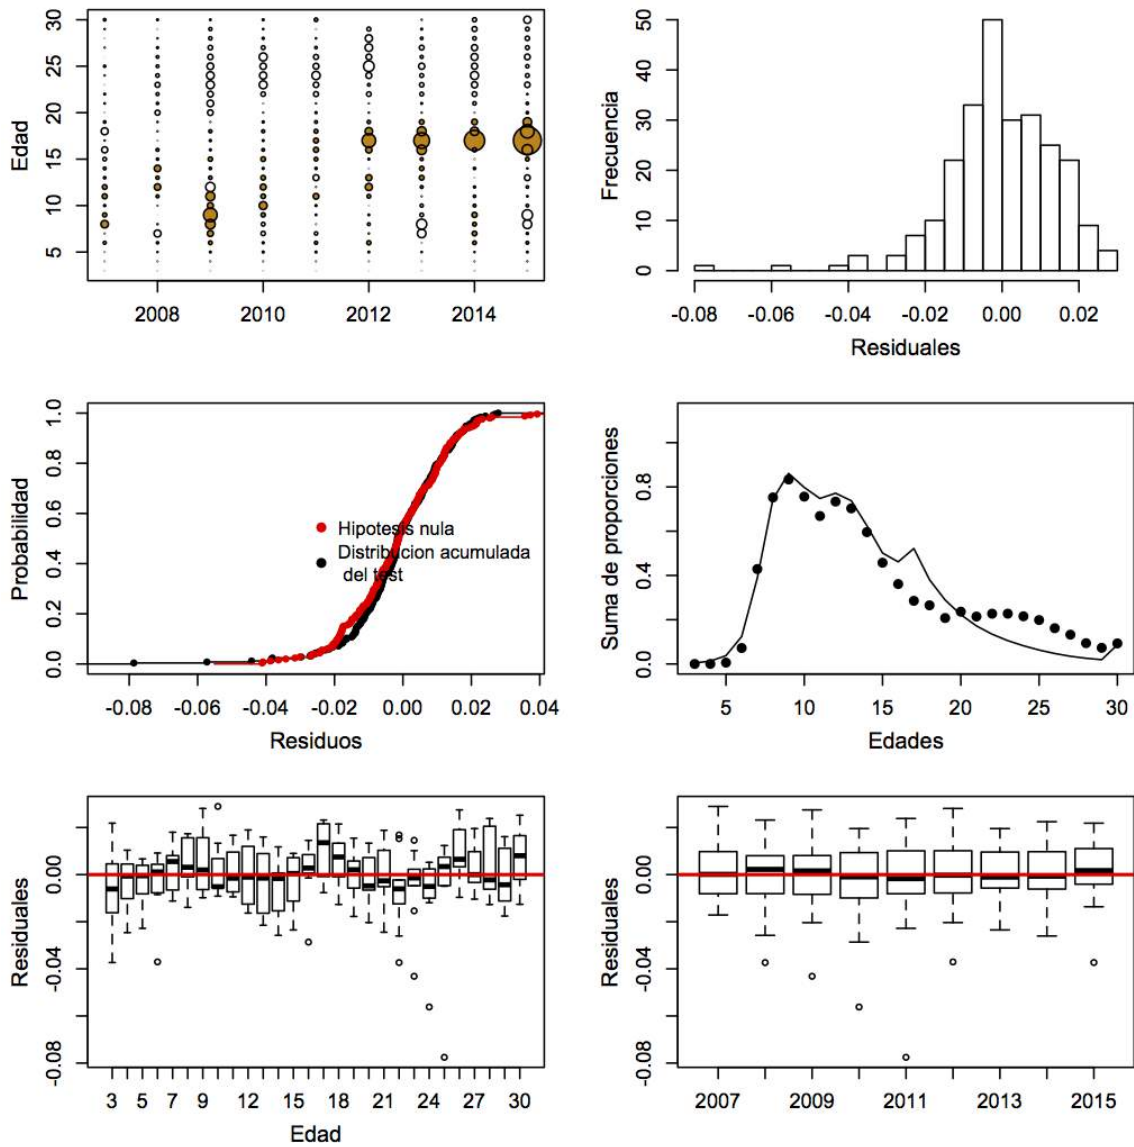 Edad
5 10 15 20 25 30
2008 2010 2012 2014
Frecuencia
0 10 20 30 40 50
-0.08 -0.06 -0.04 -0.02 0.00 0.02
Residuales
Probabilidad
0.0 0.2 0.4 0.6 0.8 1.0
Hipotesis nula
Distribucion acumulada
del test
-0.08 -0.06 -0.04 -0.02 0.00 0.02 0.04
Residuos
Suma de proporciones
0.0 0.4 0.8
5 10 15 20 25 30
Edades
Residuales
-0.08 -0.04 0.00
3 5 7 9 12 15 18 21 24 27 30
Edad
Residuales
-0.08 -0.04 0.00
2007 2009 2011 2013 2015